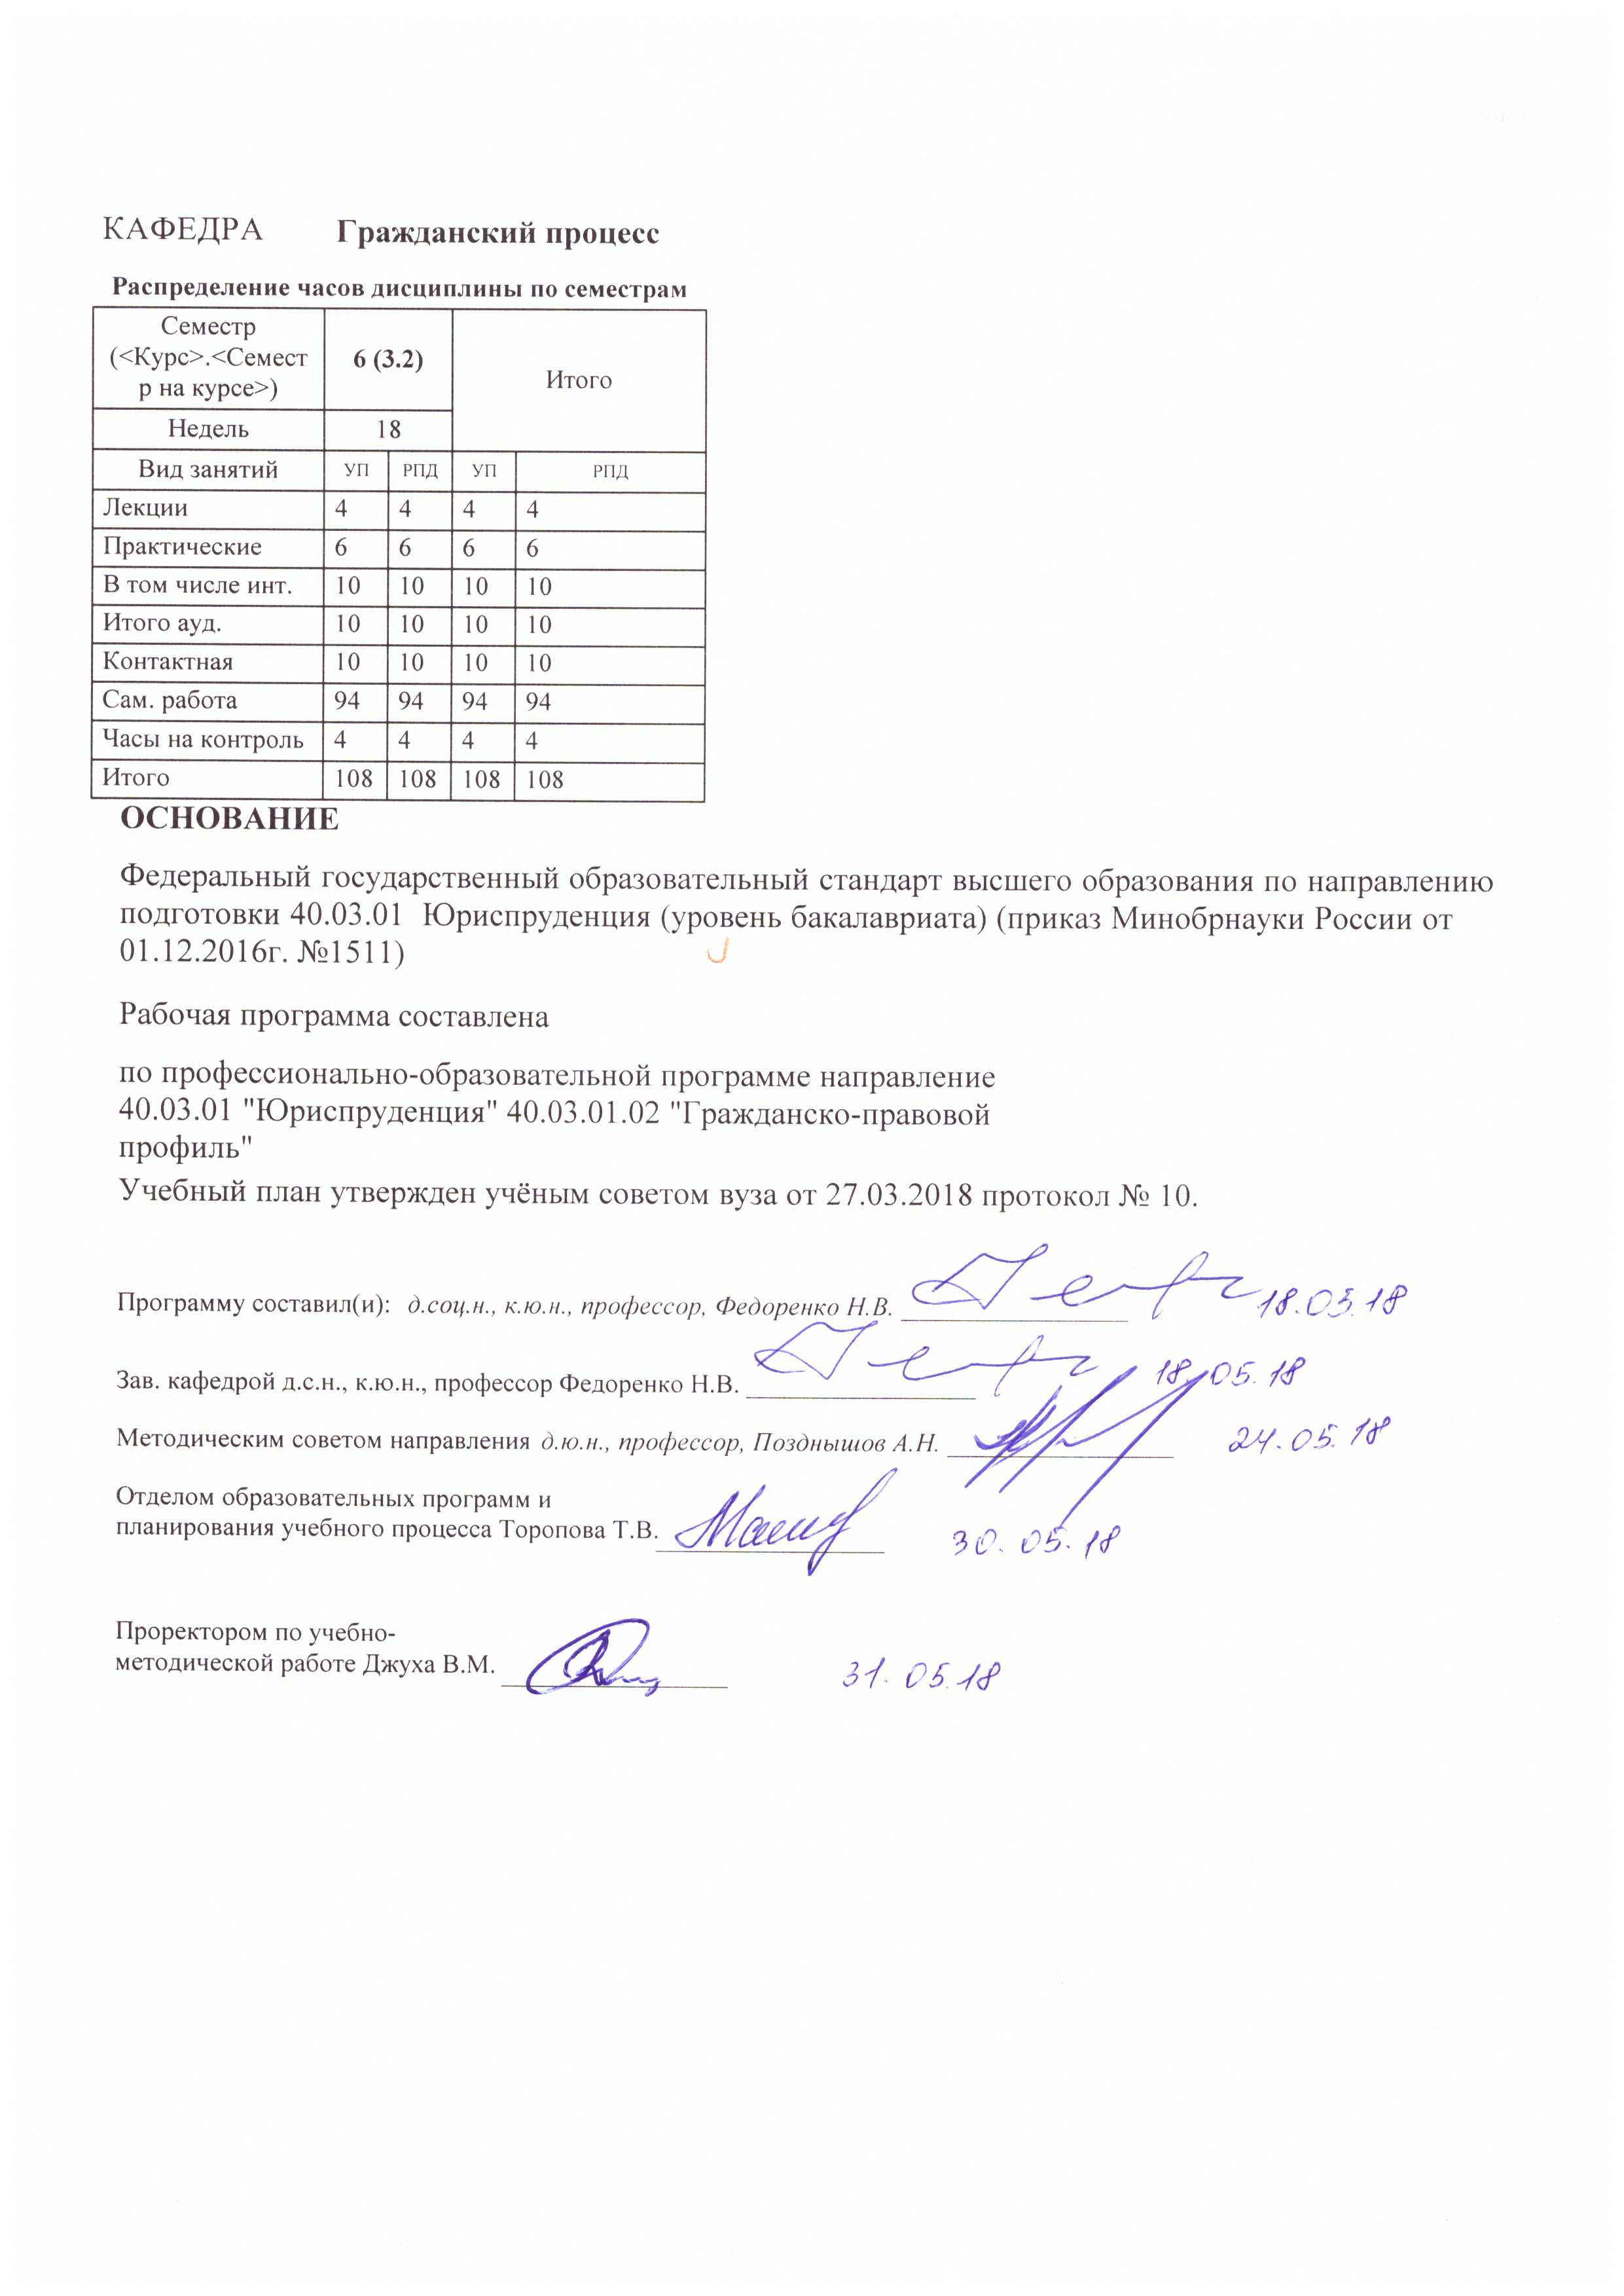 КАФЕДРА Гражданский процесс
Распределение часов дисциплины по семестрам
Семестр
(<Курс>.<Семест
р на курсе>) 6 (3.2) Итого
Недель 18
Вид занятий УП РПД УП РПД
Лекции 4 4 4 4
Практические 6 6 6 6
В том числе инт. 10 10 10 10
Итого ауд. 10 10 10 10
Контактная 10 10 10 10
Сам. работа 94 94 94 94
Часы на контроль 4 4 4 4
Итого 108 108 108 108
ОСНОВАНИЕ
Федеральный государственный образовательный стандарт высшего образования по направлению
подготовки 40.03.01 Юриспруденция (уровень бакалавриата) (приказ Минобрнауки России от
01.12.2016г. №1511)
Рабочая программа составлена
по профессионально-образовательной программе направление
40.03.01 "Юриспруденция" 40.03.01.02 "Гражданско-правовой
профиль"
Учебный план утвержден учёным советом вуза от 27.03.2018 протокол № 10.
Программу составил(и): д.соц.н., к.ю.н., профессор, Федоренко Н.В. 18.05.18
Зав. кафедрой д.с.н., к.ю.н., профессор Федоренко Н.В. 18.05.18
Методическим советом направления д.ю.н., профессор, Позднышов А.Н. 24.05.18
Отделом образовательных программ и
планирования учебного процесса Торопова Т.В. 30.05.18
Проректором по учебно-
методической работе Джуха В.М. 31.05.18